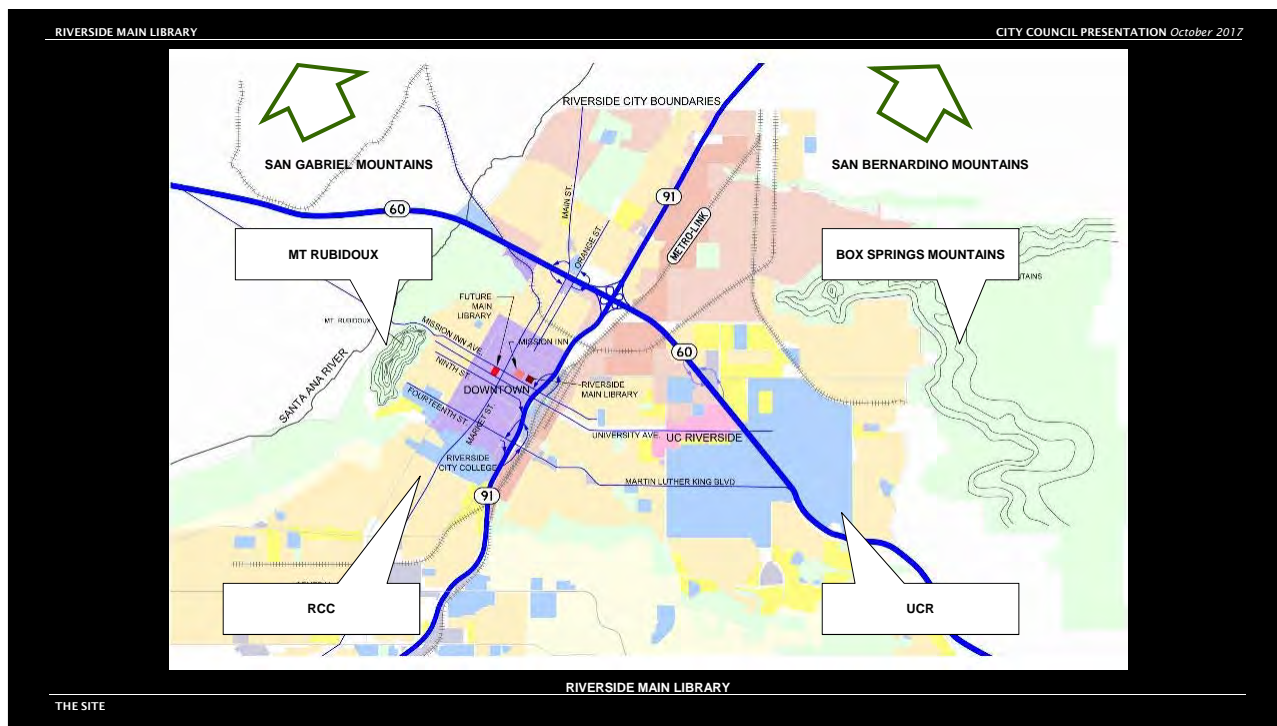 RIVERSIDE MAIN LIBRARY
CITY COUNCIL PRESENTATION October 2017
RIVERSIDE CITY BOUNDARIES
SAN GABRIEL MOUNTAINS
SAN BERNARDINO MOUNTAINS
91
MAIN ST.
60
ORANGE ST
METRO-LINK
MT RUBIDOUX
BOX SPRINGS MOUNTAINS
FUTURE
MAIN
LIBRARY
MT. RUBIDOUX
MISSION INN AVE.
MISSION INN
60
NINTH ST.
SANTA ANA RIVER
DOWNTOWN
RIVERSIDE
MAIN LIBRARY
FOURTEENTH ST.
MARKET ST.
UNIVERSITY AVE.
UC RIVERSIDE
RIVERSIDE
CITY COLLEGE
MARTIN LUTHER KING BLVD
91
RCC
UCR
RIVERSIDE MAIN LIBRARY
THE SITE